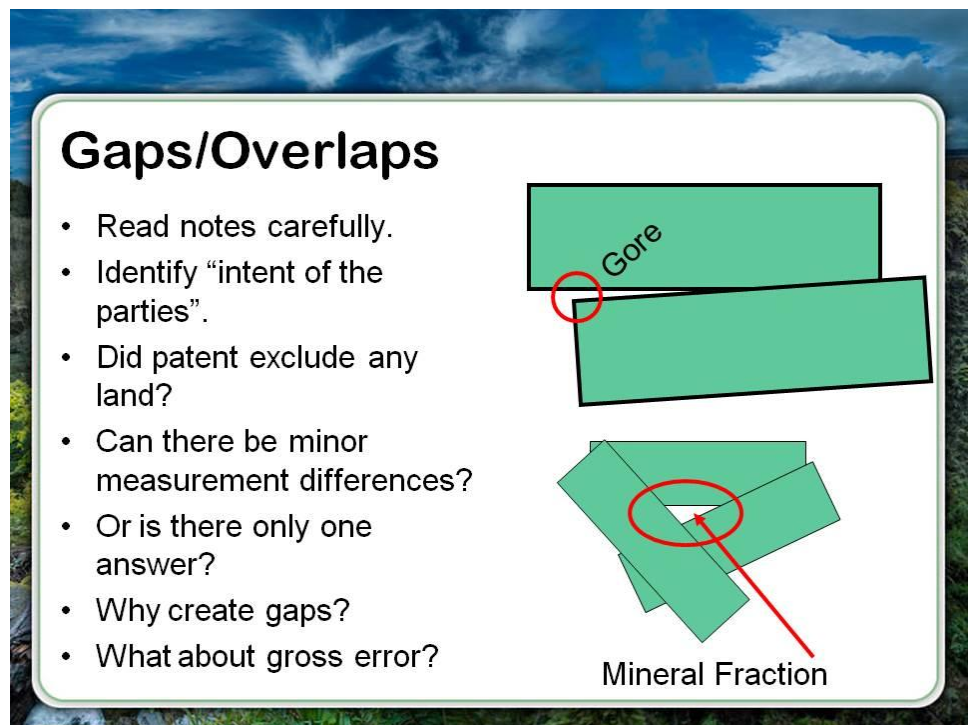 Gaps/Overlaps
• Read notes carefully.
• Identify “intent of the
parties”.
• Did patent exclude any
land?
• Can there be minor
measurement differences?
• Or is there only one
answer?
• Why create gaps?
• What about gross error?
Gore
Mineral Fraction